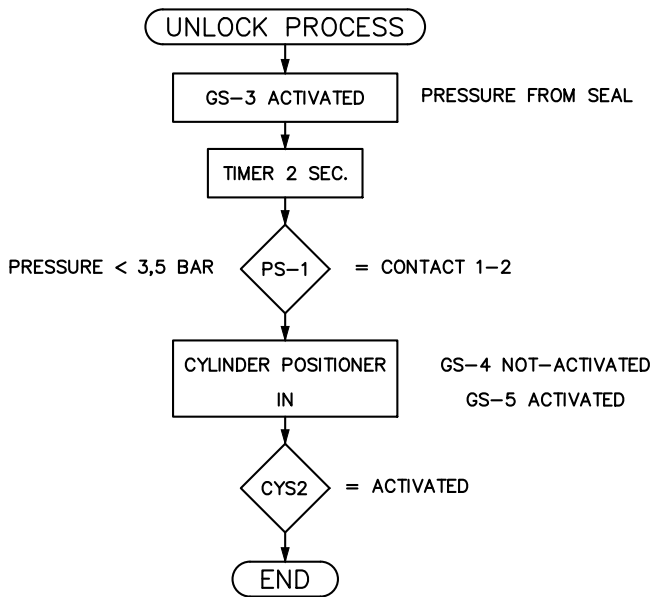 UNLOCK PROCESS
GS-3 ACTIVATED
PRESSURE FROM SEAL
TIMER 2 SEC.
PRESSURE < 3,5 BAR
PS-1
= CONTACT 1-2
CYLINDER POSITIONER
IN
GS-4 NOT-ACTIVATED
GS-5 ACTIVATED
CYS2
= ACTIVATED
END